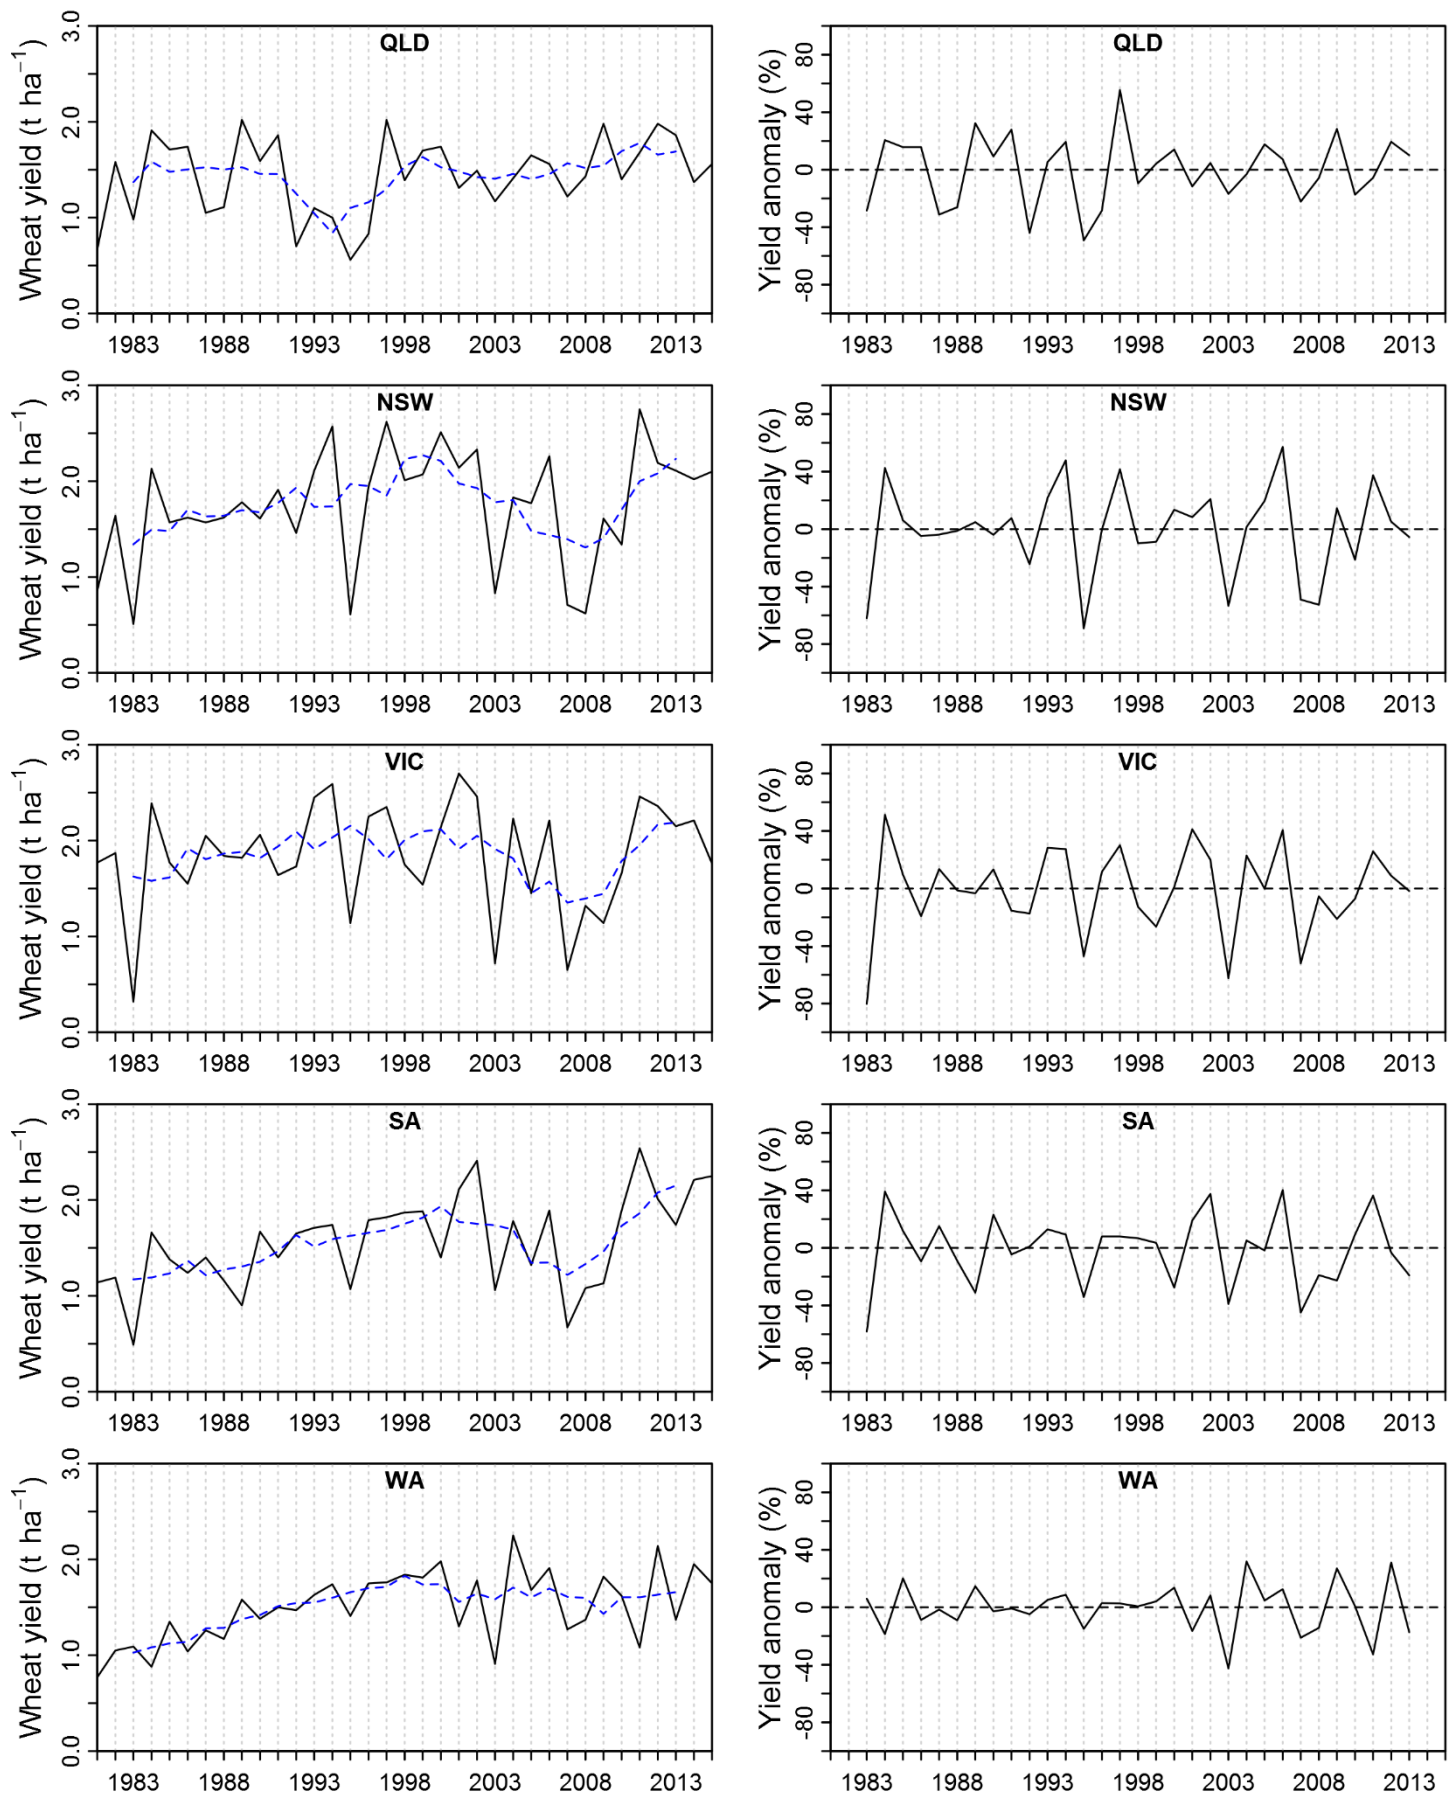 QLD
Wheat yield (t ha⁻¹)
0.0 1.0 2.0 3.0
1983 1988 1993 1998 2003 2008 2013
QLD
Yield anomaly (%)
-80 -40 0 40 80
1983 1988 1993 1998 2003 2008 2013
NSW
Wheat yield (t ha⁻¹)
0.0 1.0 2.0 3.0
1983 1988 1993 1998 2003 2008 2013
NSW
Yield anomaly (%)
-80 -40 0 40 80
1983 1988 1993 1998 2003 2008 2013
VIC
Wheat yield (t ha⁻¹)
0.0 1.0 2.0 3.0
1983 1988 1993 1998 2003 2008 2013
VIC
Yield anomaly (%)
-80 -40 0 40 80
1983 1988 1993 1998 2003 2008 2013
SA
Wheat yield (t ha⁻¹)
0.0 1.0 2.0 3.0
1983 1988 1993 1998 2003 2008 2013
SA
Yield anomaly (%)
-80 -40 0 40 80
1983 1988 1993 1998 2003 2008 2013
WA
Wheat yield (t ha⁻¹)
0.0 1.0 2.0 3.0
1983 1988 1993 1998 2003 2008 2013
WA
Yield anomaly (%)
-80 -40 0 40 80
1983 1988 1993 1998 2003 2008 2013